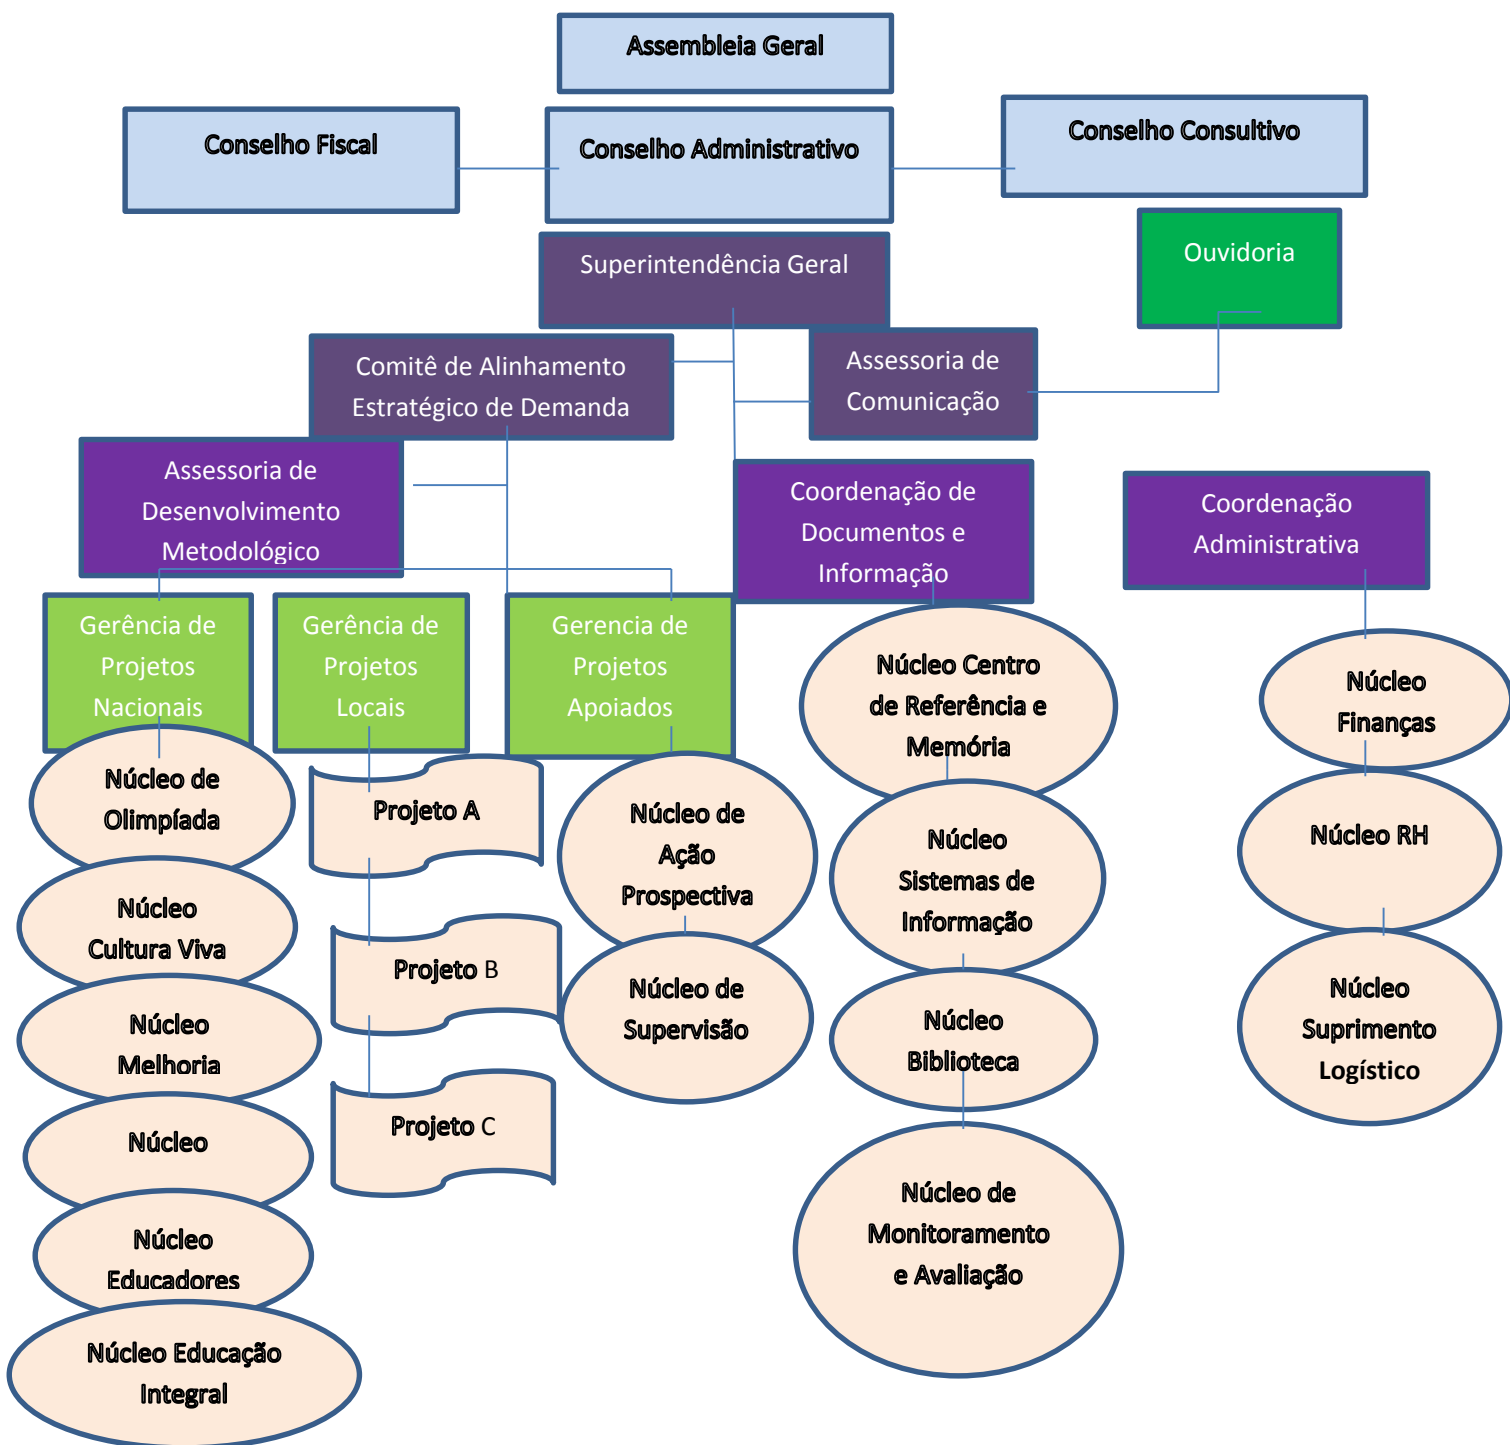 Assembleia Geral
Conselho Fiscal
Conselho Administrativo
Conselho Consultivo
Superintendência Geral
Ouvidoria
Comitê de Alinhamento
Estratégico de Demanda
Assessoria de
Comunicação
Assessoria de
Desenvolvimento
Metodológico
Coordenação de
Documentos e
Informação
Coordenação
Administrativa
Gerência de
Projetos
Nacionais
Gerência de
Projetos
Locais
Gerencia de
Projetos
Apoiados
Núcleo de
Olimpíada
Núcleo
Cultura Viva
Núcleo
Melhoria
Núcleo
Núcleo
Educadores
Núcleo Educação
Integral
Projeto A
Projeto B
Projeto C
Núcleo de
Ação
Prospectiva
Núcleo de
Supervisão
Núcleo Centro
de Referência e
Memória
Núcleo
Sistemas de
Informação
Núcleo
Biblioteca
Núcleo de
Monitoramento
e Avaliação
Núcleo
Finanças
Núcleo RH
Núcleo
Suprimento
Logístico